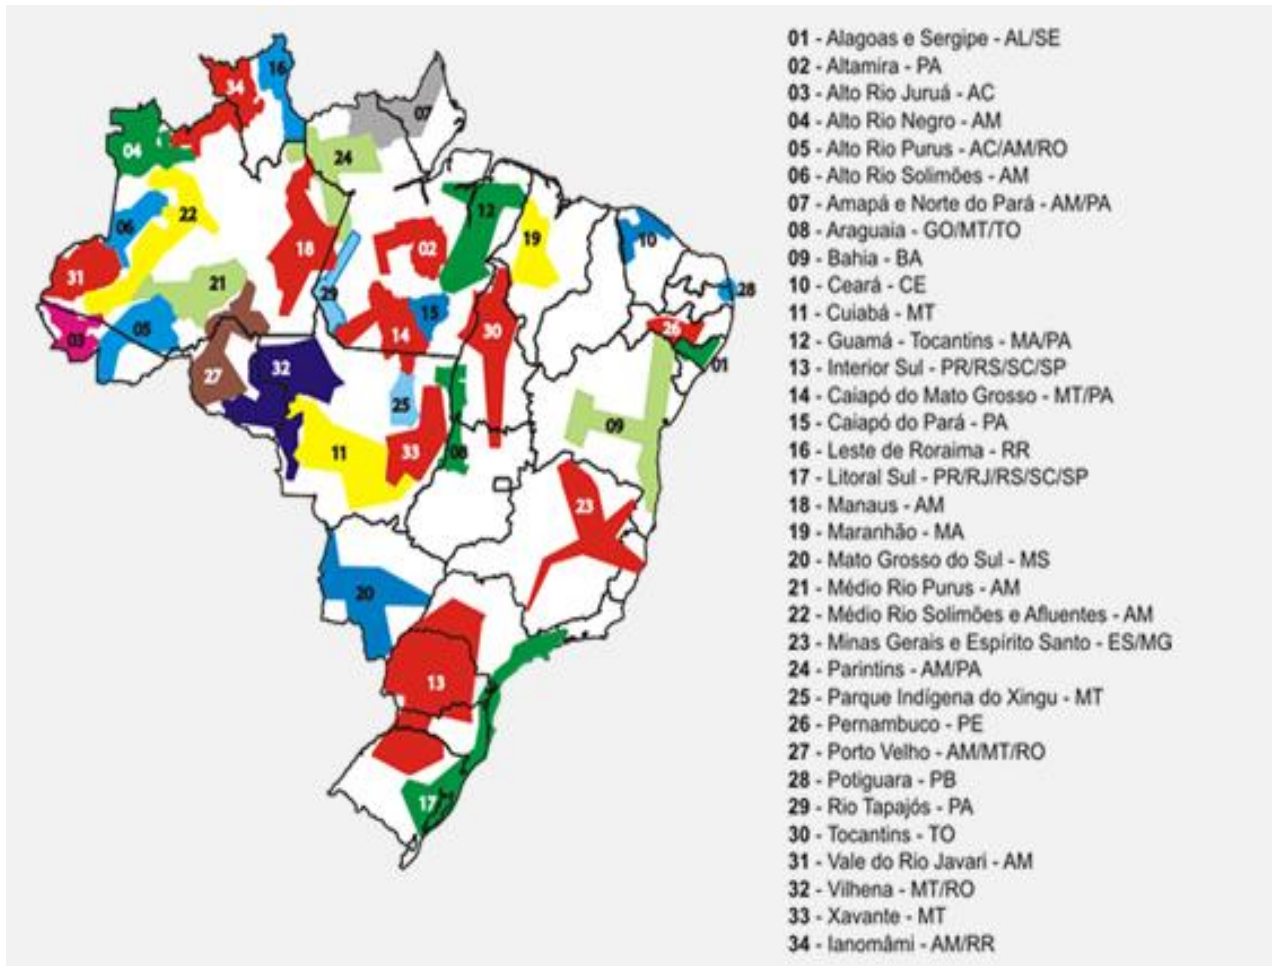 01 - Alagoas e Sergipe - AL/SE
02 - Altamira - PA
03 - Alto Rio Juruá - AC
04 - Alto Rio Negro - AM
05 - Alto Rio Purus - AC/AM/RO
06 - Alto Rio Solimões - AM
07 - Amapá e Norte do Pará - AM/PA
08 - Araguaia - GO/MT/TO
09 - Bahia - BA
10 - Ceará - CE
11 - Cuiabá - MT
12 - Guamá - Tocantins - MA/PA
13 - Interior Sul - PR/RS/SC/SP
14 - Caiapó do Mato Grosso - MT/PA
15 - Caiapó do Pará - PA
16 - Leste de Roraima - RR
17 - Litoral Sul - PR/RJ/RS/SC/SP
18 - Manaus - AM
19 - Maranhão - MA
20 - Mato Grosso do Sul - MS
21 - Médio Rio Purus - AM
22 - Médio Rio Solimões e Afluentes - AM
23 - Minas Gerais e Espírito Santo - ES/MG
24 - Parintins - AM/PA
25 - Parque Indígena do Xingu - MT
26 - Pernambuco - PE
27 - Porto Velho - AM/MT/RO
28 - Potiguara - PB
29 - Rio Tapajós - PA
30 - Tocantins - TO
31 - Vale do Rio Javari - AM
32 - Vilhena - MT/RO
33 - Xavante - MT
34 - Ianomâmi - AM/RR
16
34
07
04
24
22
12
06
18
02
19
10
31
21
29
28
15
03
05
14
30
26
32
27
01
25
09
11
33
08
23
20
13
17